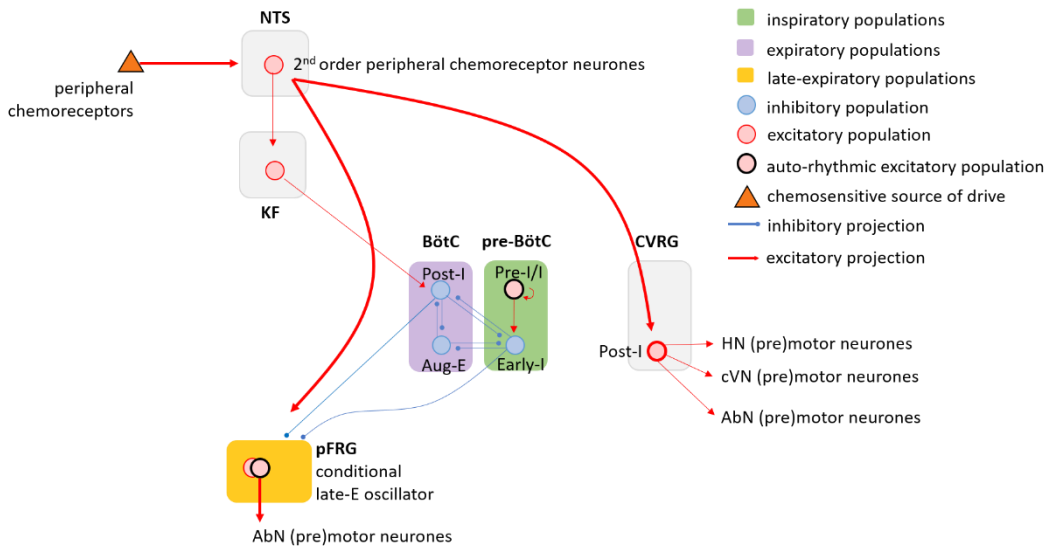 NTS
2nd order peripheral chemoreceptor neurones
peripheral
chemoreceptors
KF
BötC
pre-BötC
CVRG
Post-I
Pre-I/I
Aug-E
Early-I
Post-I
HN (pre)motor neurones
cVN (pre)motor neurones
AbN (pre)motor neurones
pFRG
conditional
late-E oscillator
AbN (pre)motor neurones
inspiratory populations
expiratory populations
late-expiratory populations
inhibitory population
excitatory population
auto-rhythmic excitatory population
chemosensitive source of drive
inhibitory projection
excitatory projection